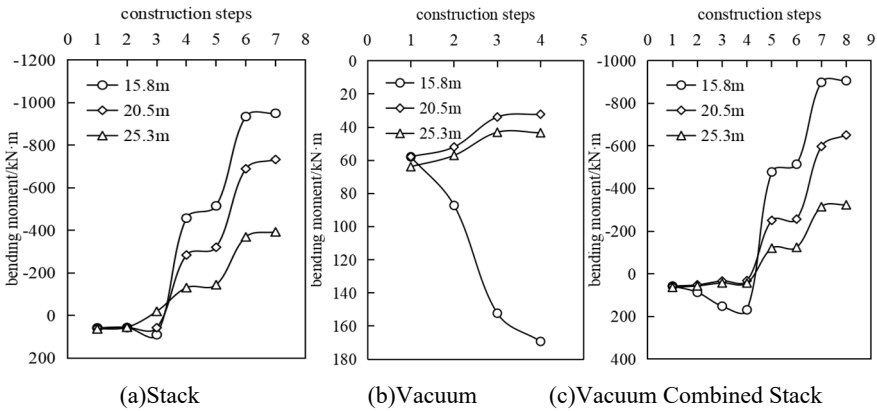 construction steps
0 1 2 3 4 5 6 7 8
-1200
-1000
-800
-600
-400
-200
0
200
bending moment/kN·m
15.8m
20.5m
25.3m
(a)Stack
construction steps
0 1 2 3 4 5
0
20
40
60
80
100
120
140
160
180
bending moment/kN·m
15.8m
20.5m
25.3m
(b)Vacuum
construction steps
0 1 2 3 4 5 6 7 8 9
-1000
-800
-600
-400
-200
0
200
400
bending moment/kN·m
15.8m
20.5m
25.3m
(c)Vacuum Combined Stack